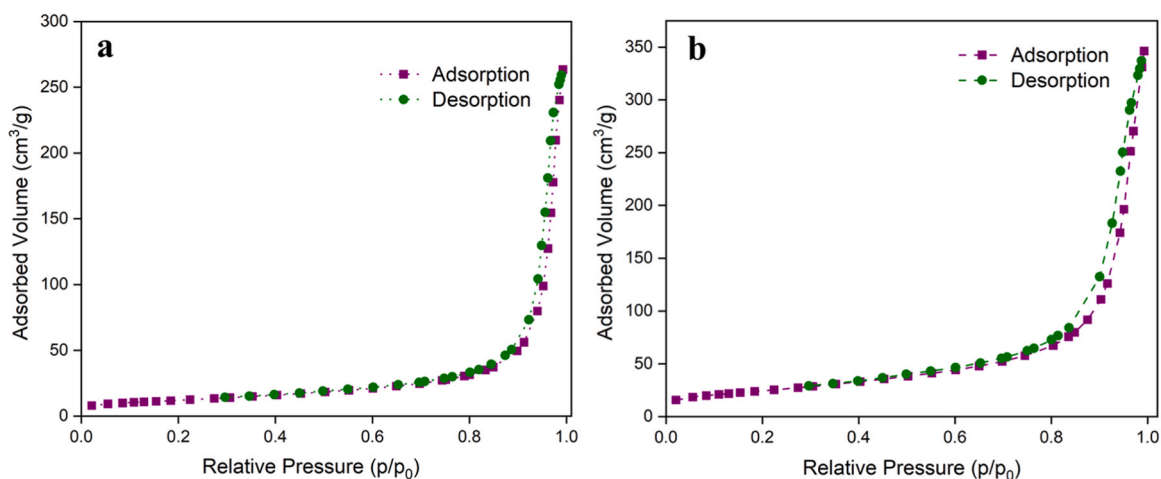 a
Adsorption
Desorption
Adsorbed Volume (cm³/g)
300
250
200
150
100
50
0
0.0 0.2 0.4 0.6 0.8 1.0
Relative Pressure (p/p₀)
b
Adsorption
Desorption
Adsorbed Volume (cm³/g)
350
300
250
200
150
100
50
0
0.0 0.2 0.4 0.6 0.8 1.0
Relative Pressure (p/p₀)